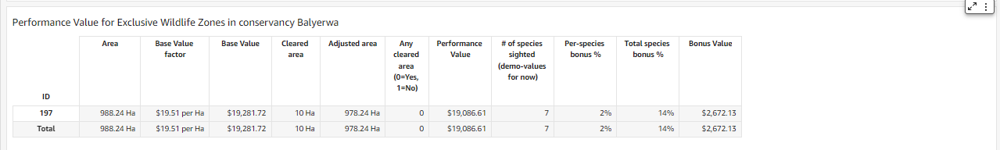 Performance Value for Exclusive Wildlife Zones in conservancy Balyerwa
ID Area Base Value factor Base Value Cleared area Adjusted area Any cleared area (0=Yes, 1=No) Performance Value # of species sighted (demo-values for now) Per-species bonus % Total species bonus % Bonus Value
197 988.24 Ha $19.51 per Ha $19,281.72 10 Ha 978.24 Ha 0 $19,086.61 7 2% 14% $2,672.13
Total 988.24 Ha $19.51 per Ha $19,281.72 10 Ha 978.24 Ha 0 $19,086.61 7 2% 14% $2,672.13